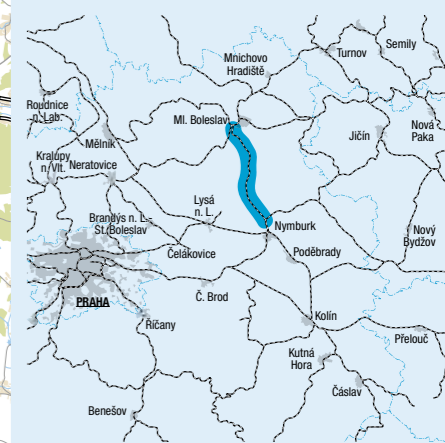 Mnichovo
Hradiště
Turnov
Semily
Roudnice
n. Lab.
Ml. Boleslav
Nová
Paka
Mělník
Jičín
Kralupy
n. Vlt.
Neratovice
Lysá
n. L.
Brandýs n. L.–
St. Boleslav
Nymburk
Nový
Bydžov
Čelákovice
Poděbrady
Č. Brod
PRAHA
Říčany
Kolín
Přelouč
Kutná
Hora
Čáslav
Benešov